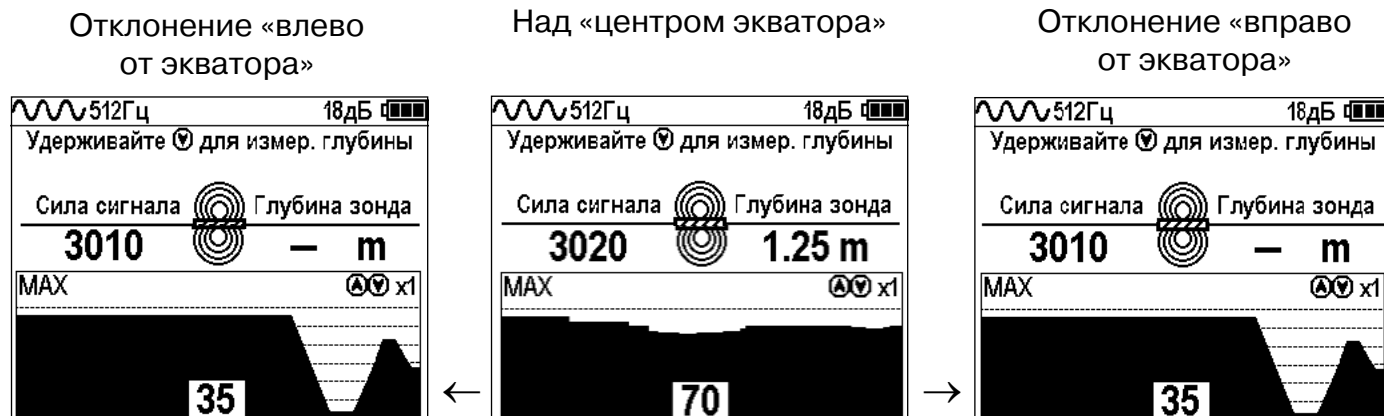 Отклонение «влево
от экватора»
512Гц 18дБ
Удерживайте для измер. глубины
Сила сигнала Глубина зонда
3010 – m
MAX x1
35
Над «центром экватора»
512Гц 18дБ
Удерживайте для измер. глубины
Сила сигнала Глубина зонда
3020 1.25 m
MAX x1
70
Отклонение «вправо
от экватора»
512Гц 18дБ
Удерживайте для измер. глубины
Сила сигнала Глубина зонда
3010 – m
MAX x1
35